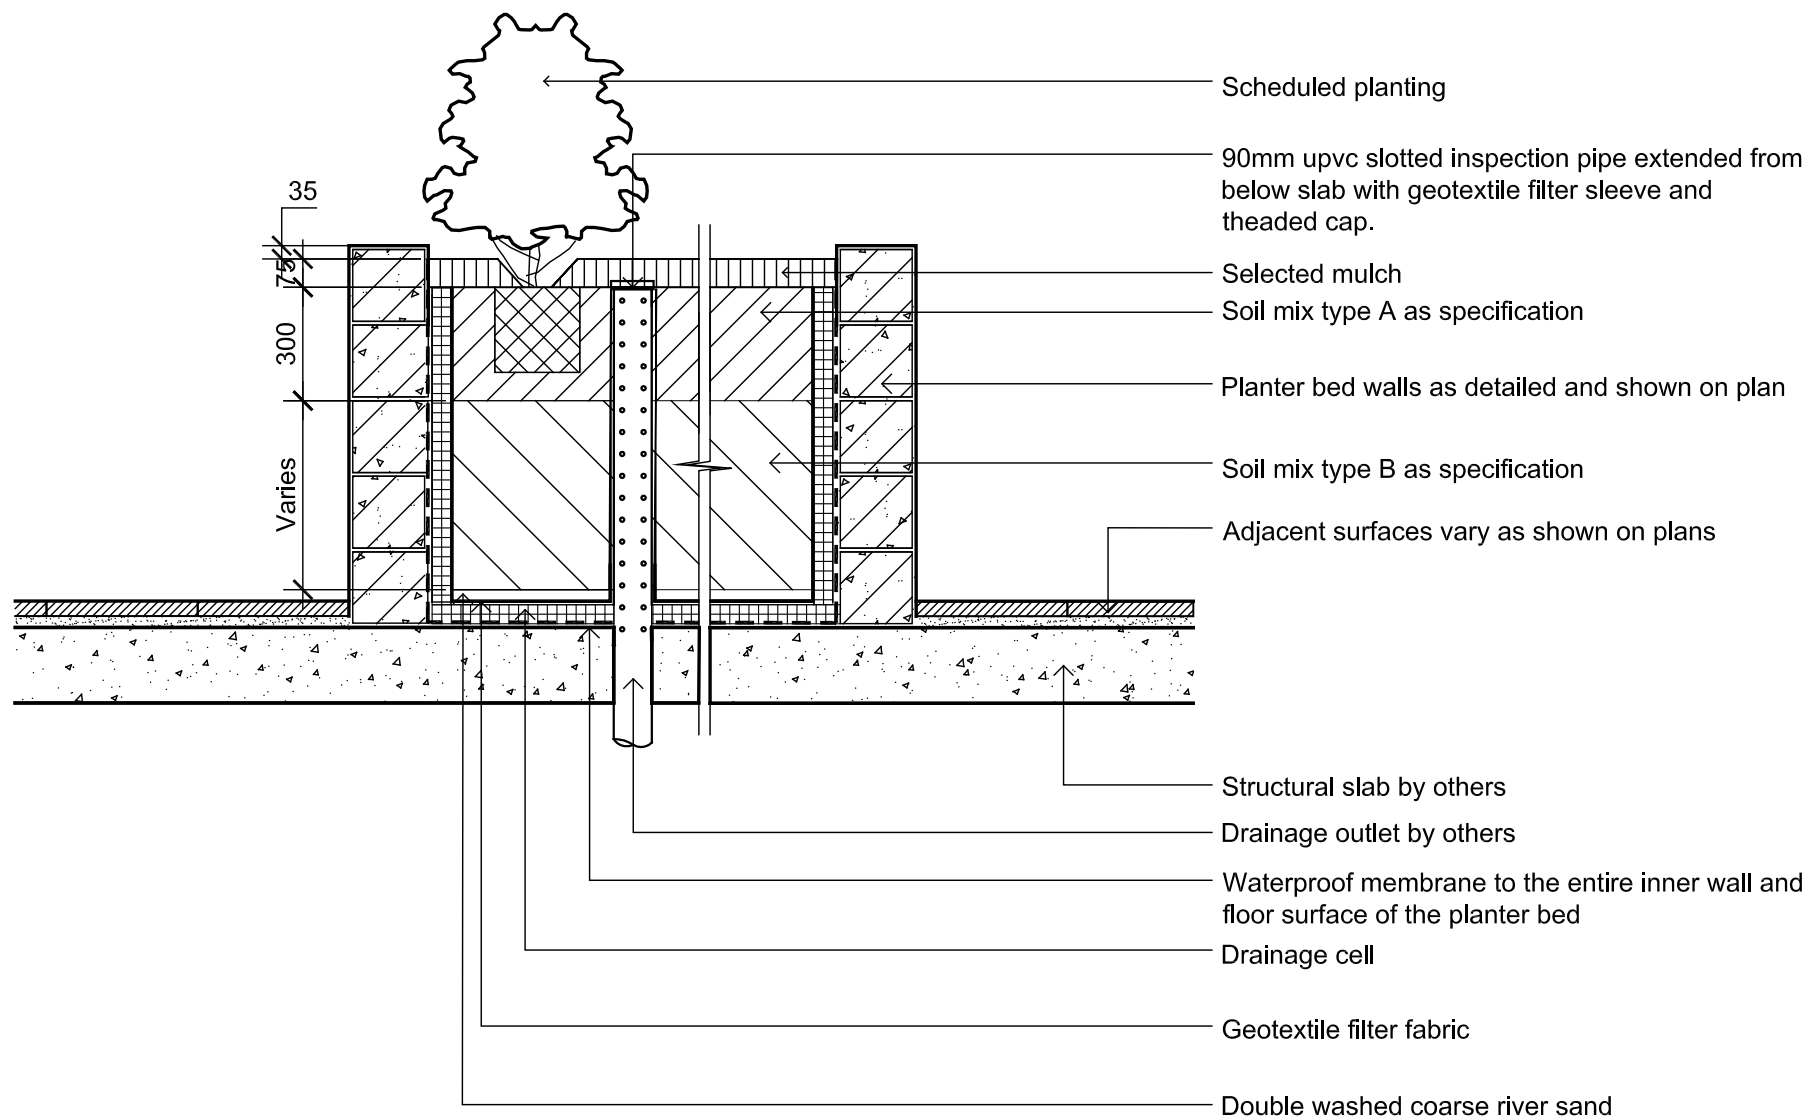 Scheduled planting
90mm upvc slotted inspection pipe extended from
below slab with geotextile filter sleeve and
theaded cap.
35
75
300
Varies
Selected mulch
Soil mix type A as specification
Planter bed walls as detailed and shown on plan
Soil mix type B as specification
Adjacent surfaces vary as shown on plans
Structural slab by others
Drainage outlet by others
Waterproof membrane to the entire inner wall and
floor surface of the planter bed
Drainage cell
Geotextile filter fabric
Double washed coarse river sand